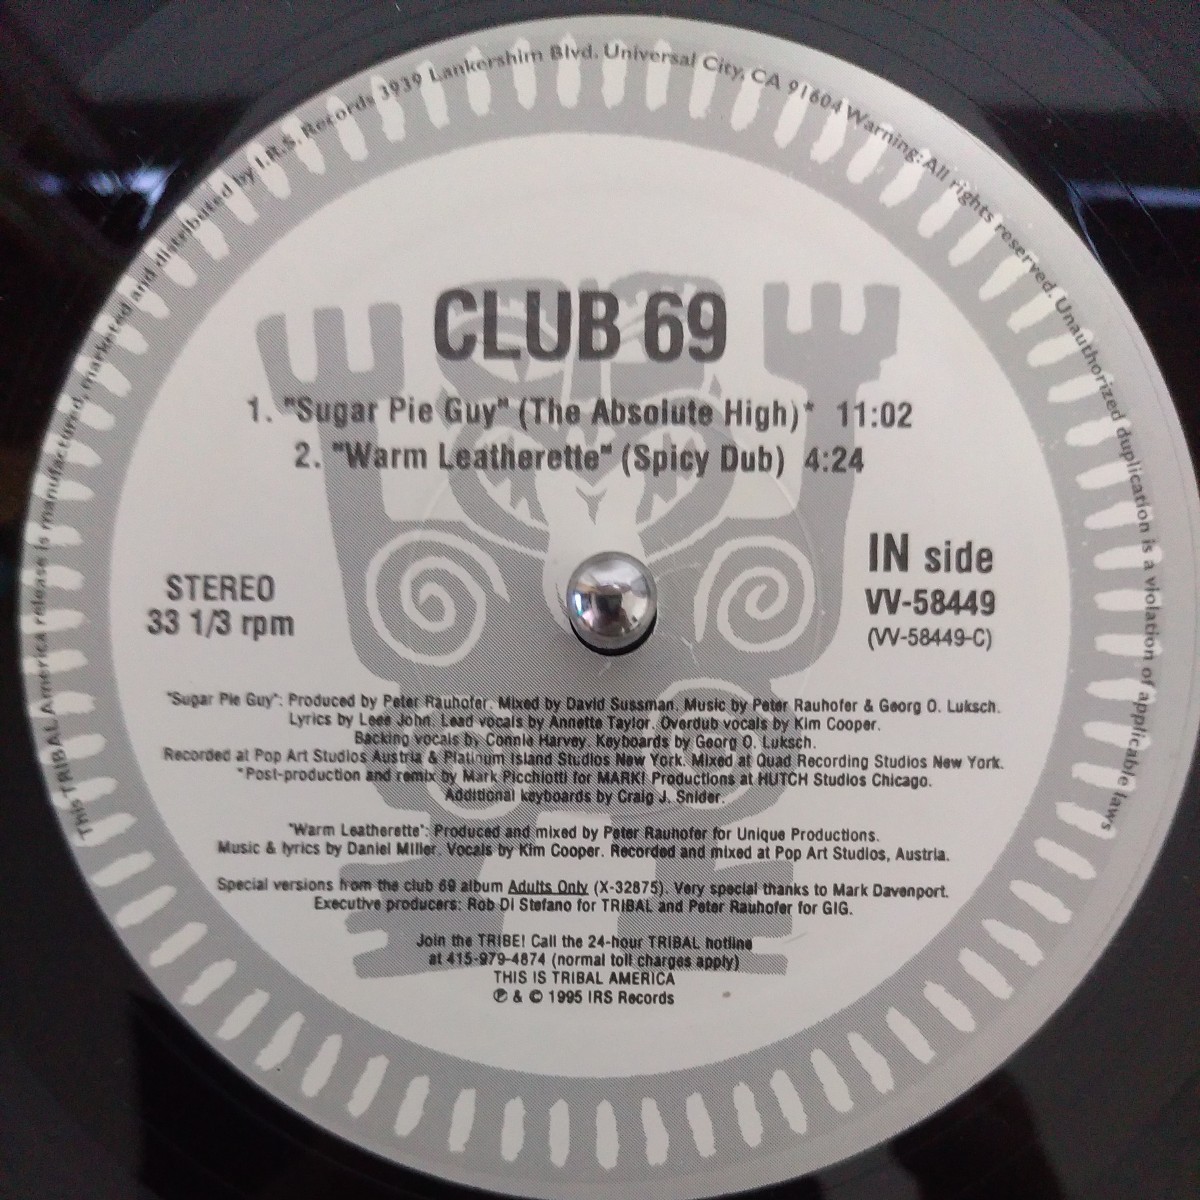 This TRIBAL America release is manufactured, marketed and distributed by I.R.S. Records 3939 Lankershim Blvd. Universal City, CA 91604 Warning: All rights reserved. Unauthorized duplication is a violation of applicable laws
CLUB 69
1. "Sugar Pie Guy" (The Absolute High)* 11:02
2. "Warm Leatherette" (Spicy Dub) 4:24
STEREO
33 1/3 rpm
IN side
VV-58449
(VV-58449-C)
"Sugar Pie Guy": Produced by Peter Rauhofer. Mixed by David Sussman. Music by Peter Rauhofer & Georg O. Luksch.
Lyrics by Leee John. Lead vocals by Annette Taylor. Overdub vocals by Kim Cooper.
Backing vocals by Connie Harvey. Keyboards by Georg O. Luksch.
Recorded at Pop Art Studios Austria & Platinum Island Studios New York. Mixed at Quad Recording Studios New York.
*Post-production and remix by Mark Picchiotti for MARK! Productions at HUTCH Studios Chicago.
Additional keyboards by Craig J. Snider.
"Warm Leatherette": Produced and mixed by Peter Rauhofer for Unique Productions.
Music & lyrics by Daniel Miller. Vocals by Kim Cooper. Recorded and mixed at Pop Art Studios, Austria.
Special versions from the club 69 album Adults Only (X-32875). Very special thanks to Mark Davenport.
Executive producers: Rob Di Stefano for TRIBAL and Peter Rauhofer for GIG.
Join the TRIBE! Call the 24-hour TRIBAL hotline
at 415-979-4874 (normal toll charges apply)
THIS IS TRIBAL AMERICA
℗ & © 1995 IRS Records